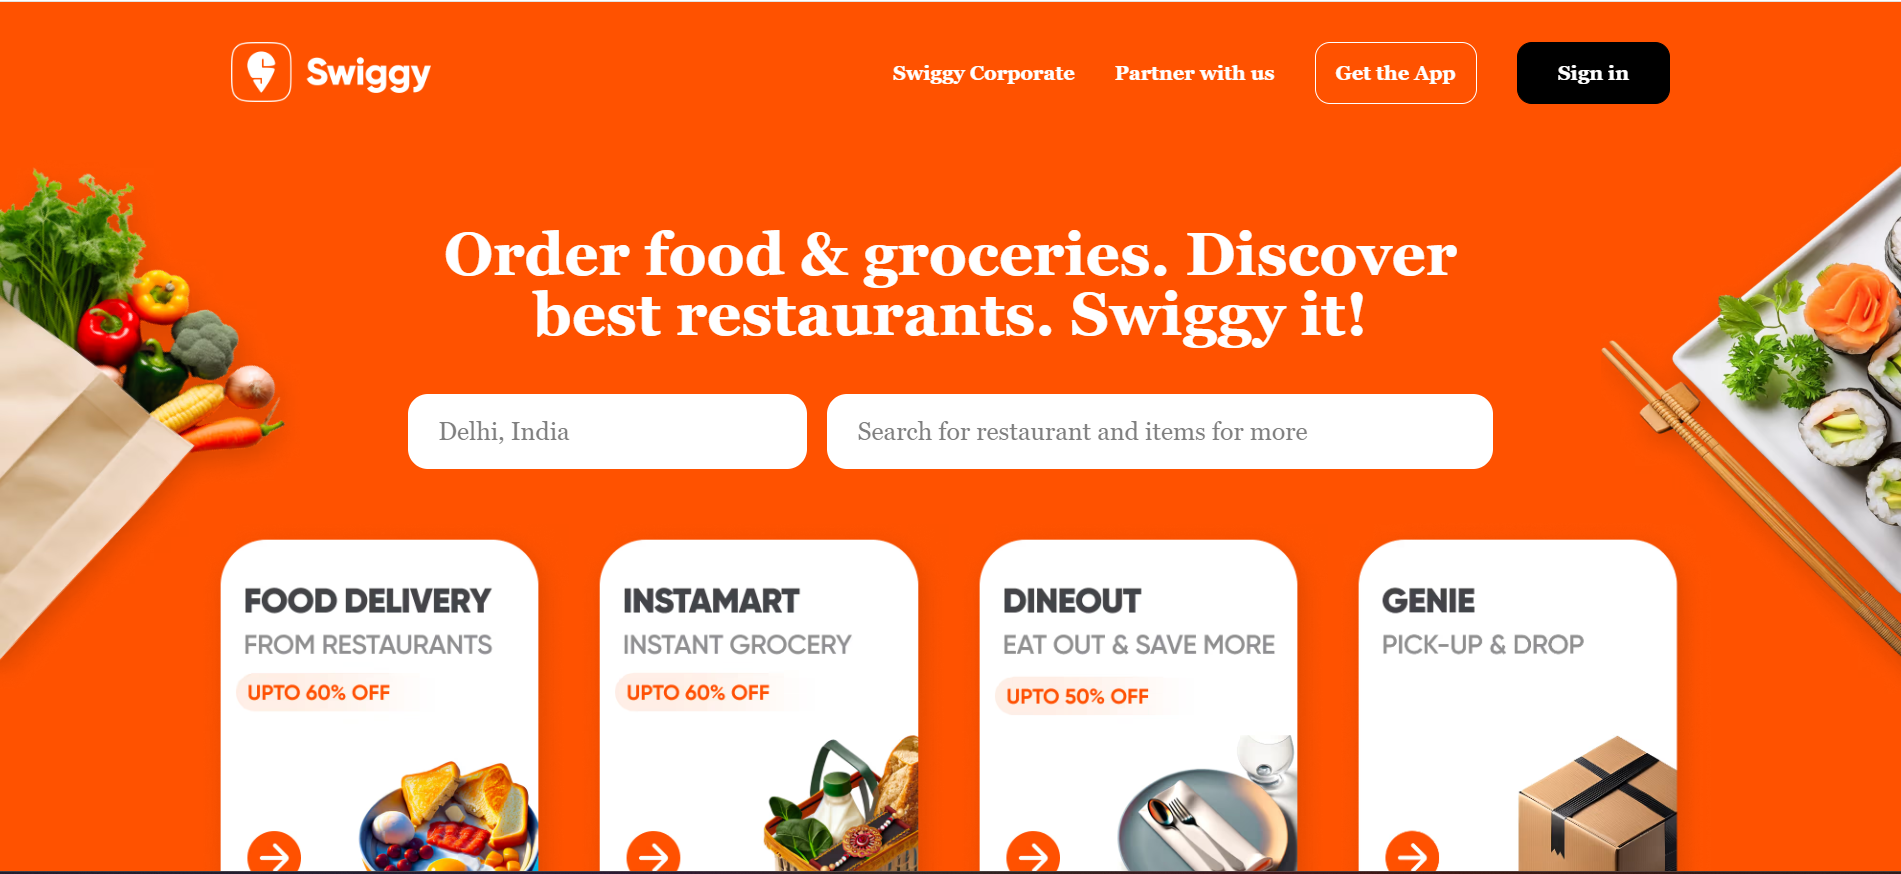 Swiggy
Swiggy Corporate
Partner with us
Get the App
Sign in
Order food & groceries. Discover
best restaurants. Swiggy it!
Delhi, India
Search for restaurant and items for more
FOOD DELIVERY
FROM RESTAURANTS
UPTO 60% OFF
INSTAMART
INSTANT GROCERY
UPTO 60% OFF
DINEOUT
EAT OUT & SAVE MORE
UPTO 50% OFF
GENIE
PICK-UP & DROP